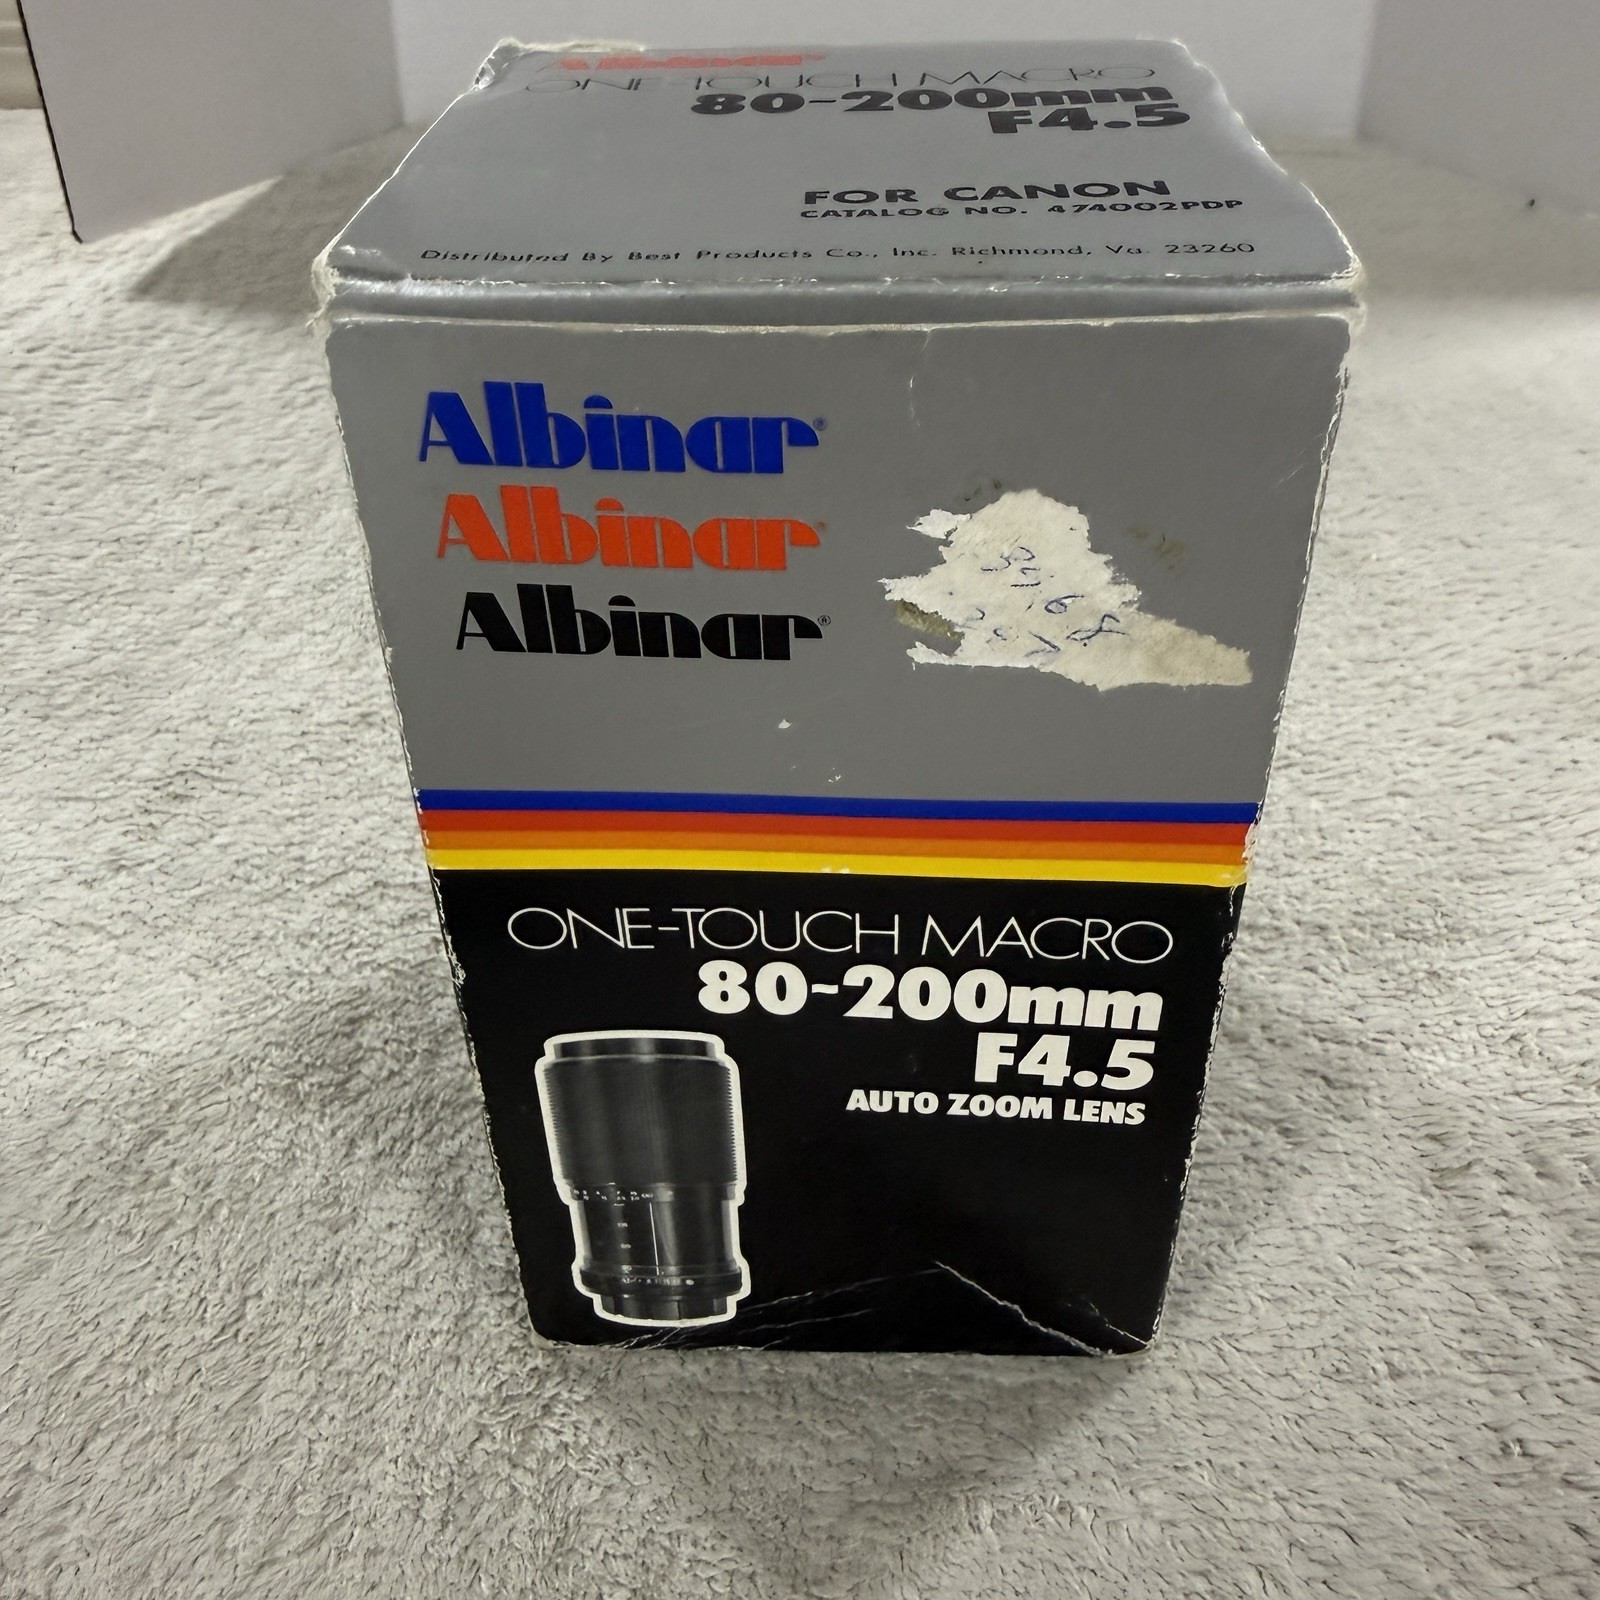 Albinar
ONE-TOUCH MACRO
80-200mm
F4.5
FOR CANON
CATALOG NO. 474002PDP
Distributed By Best Products Co., Inc. Richmond, Va. 23260
Albinar®
Albinar
Albinar®
ONE-TOUCH MACRO
80-200mm
F4.5
AUTO ZOOM LENS